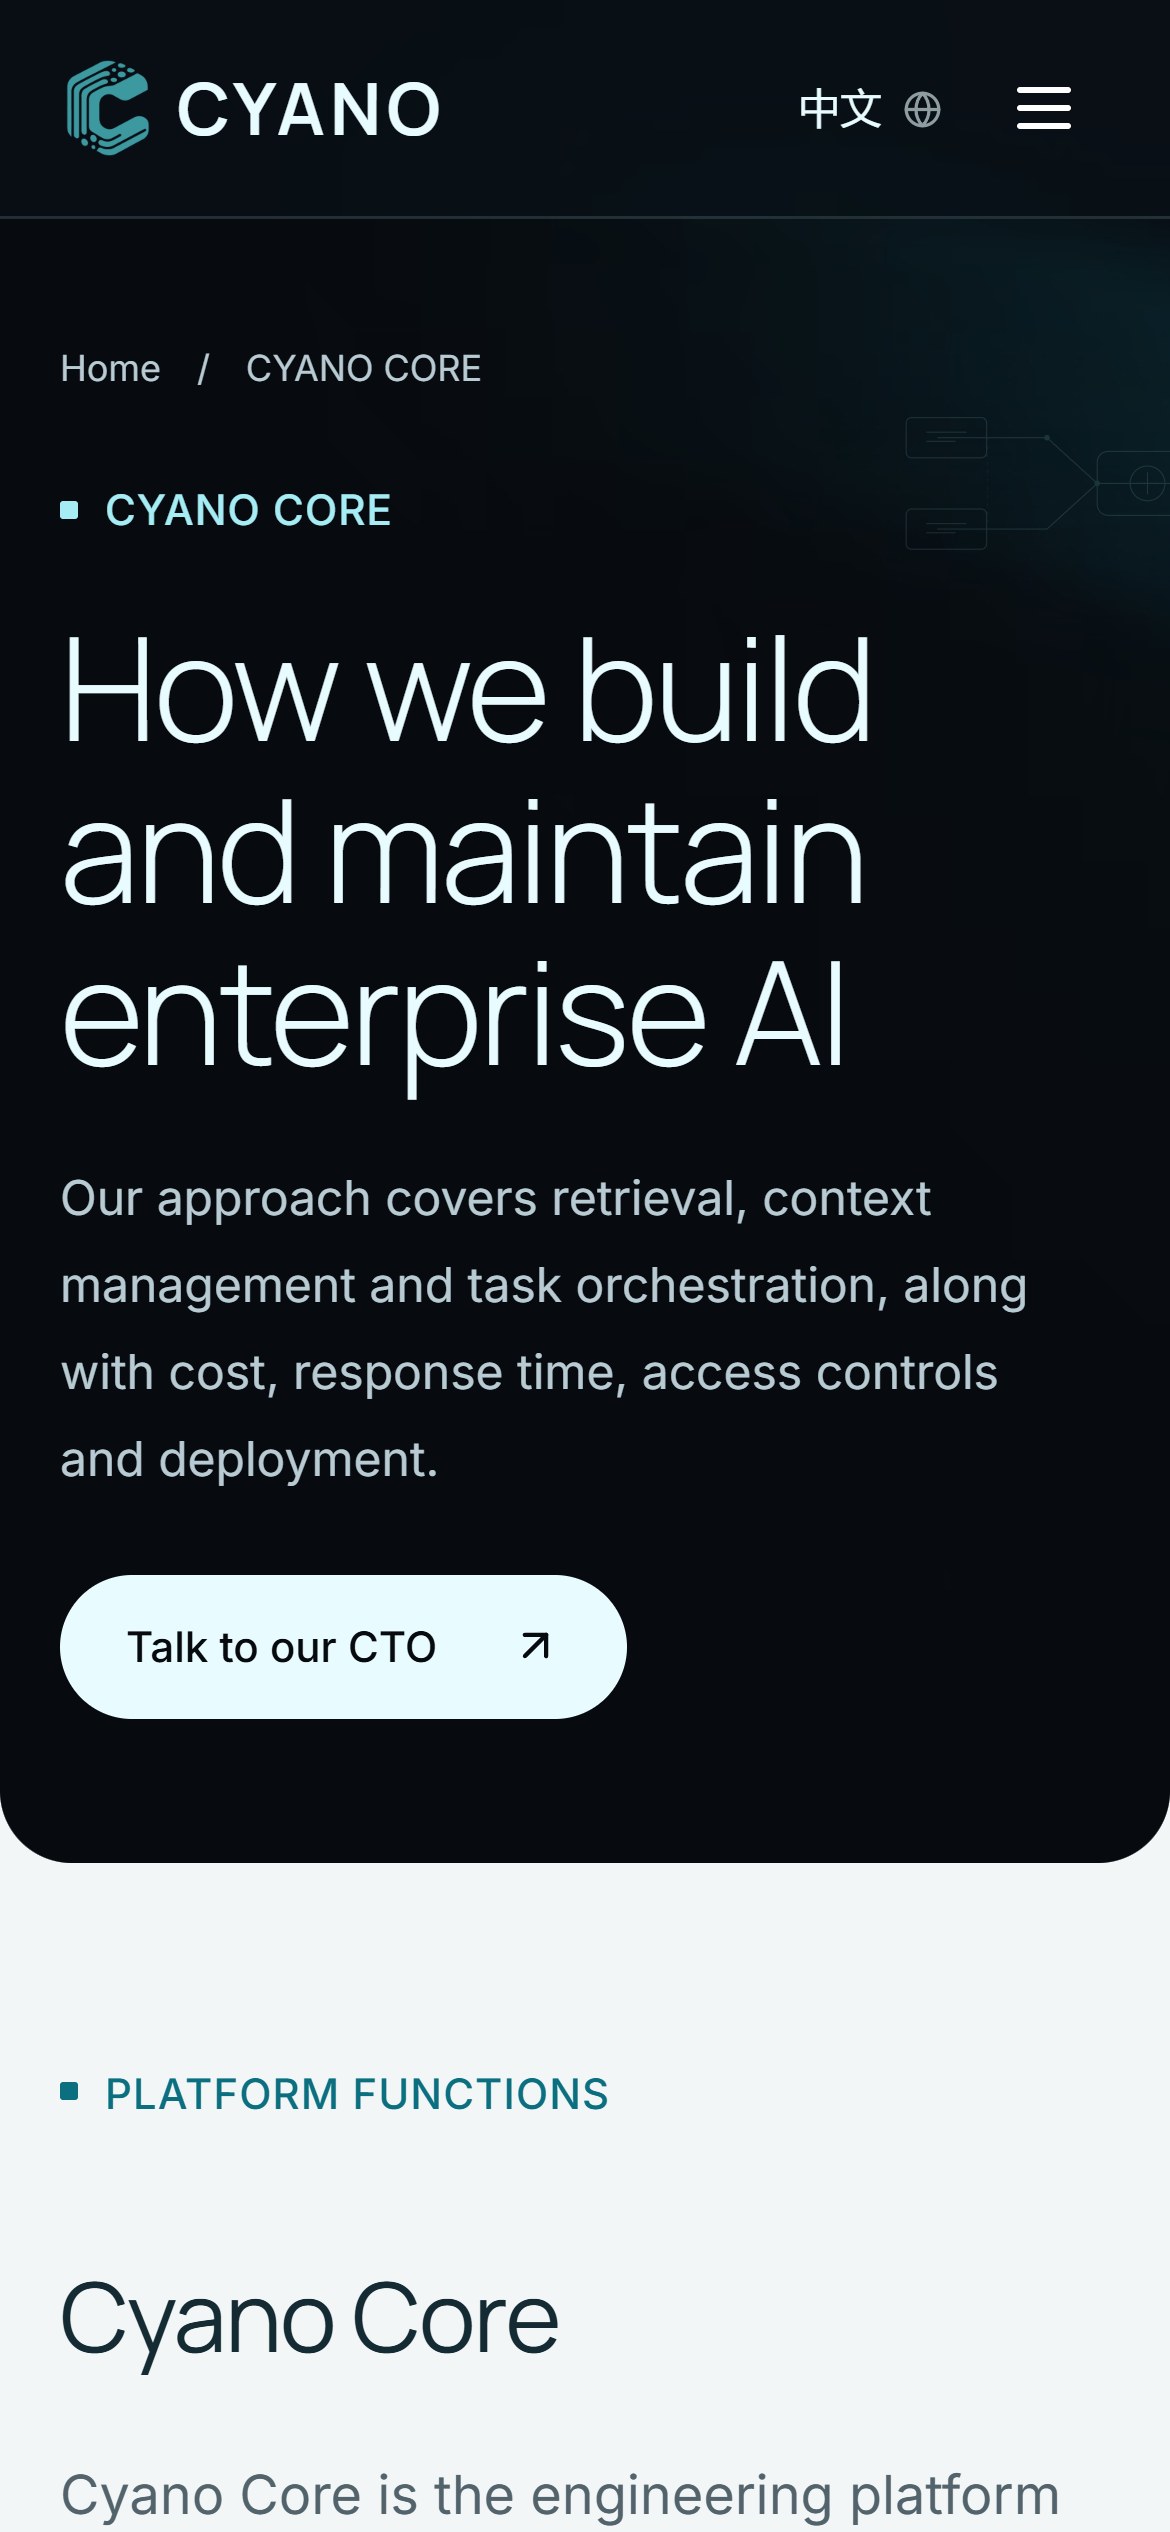 CYANO
中文
Home / CYANO CORE
CYANO CORE
How we build
and maintain
enterprise AI
Our approach covers retrieval, context
management and task orchestration, along
with cost, response time, access controls
and deployment.
Talk to our CTO
PLATFORM FUNCTIONS
Cyano Core
Cyano Core is the engineering platform